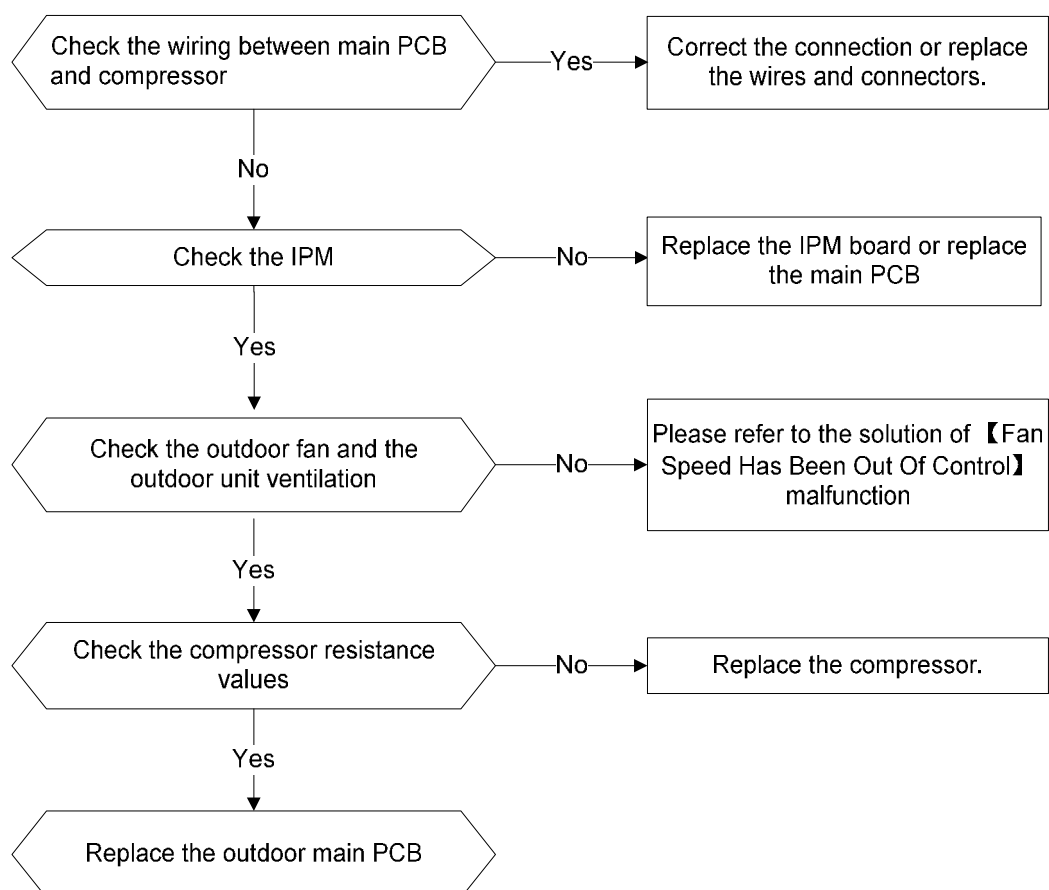 Check the wiring between main PCB
and compressor
Yes
Correct the connection or replace
the wires and connectors.
No
Check the IPM
No
Replace the IPM board or replace
the main PCB
Yes
Check the outdoor fan and the
outdoor unit ventilation
No
Please refer to the solution of 【Fan
Speed Has Been Out Of Control】
malfunction
Yes
Check the compressor resistance
values
No
Replace the compressor.
Yes
Replace the outdoor main PCB